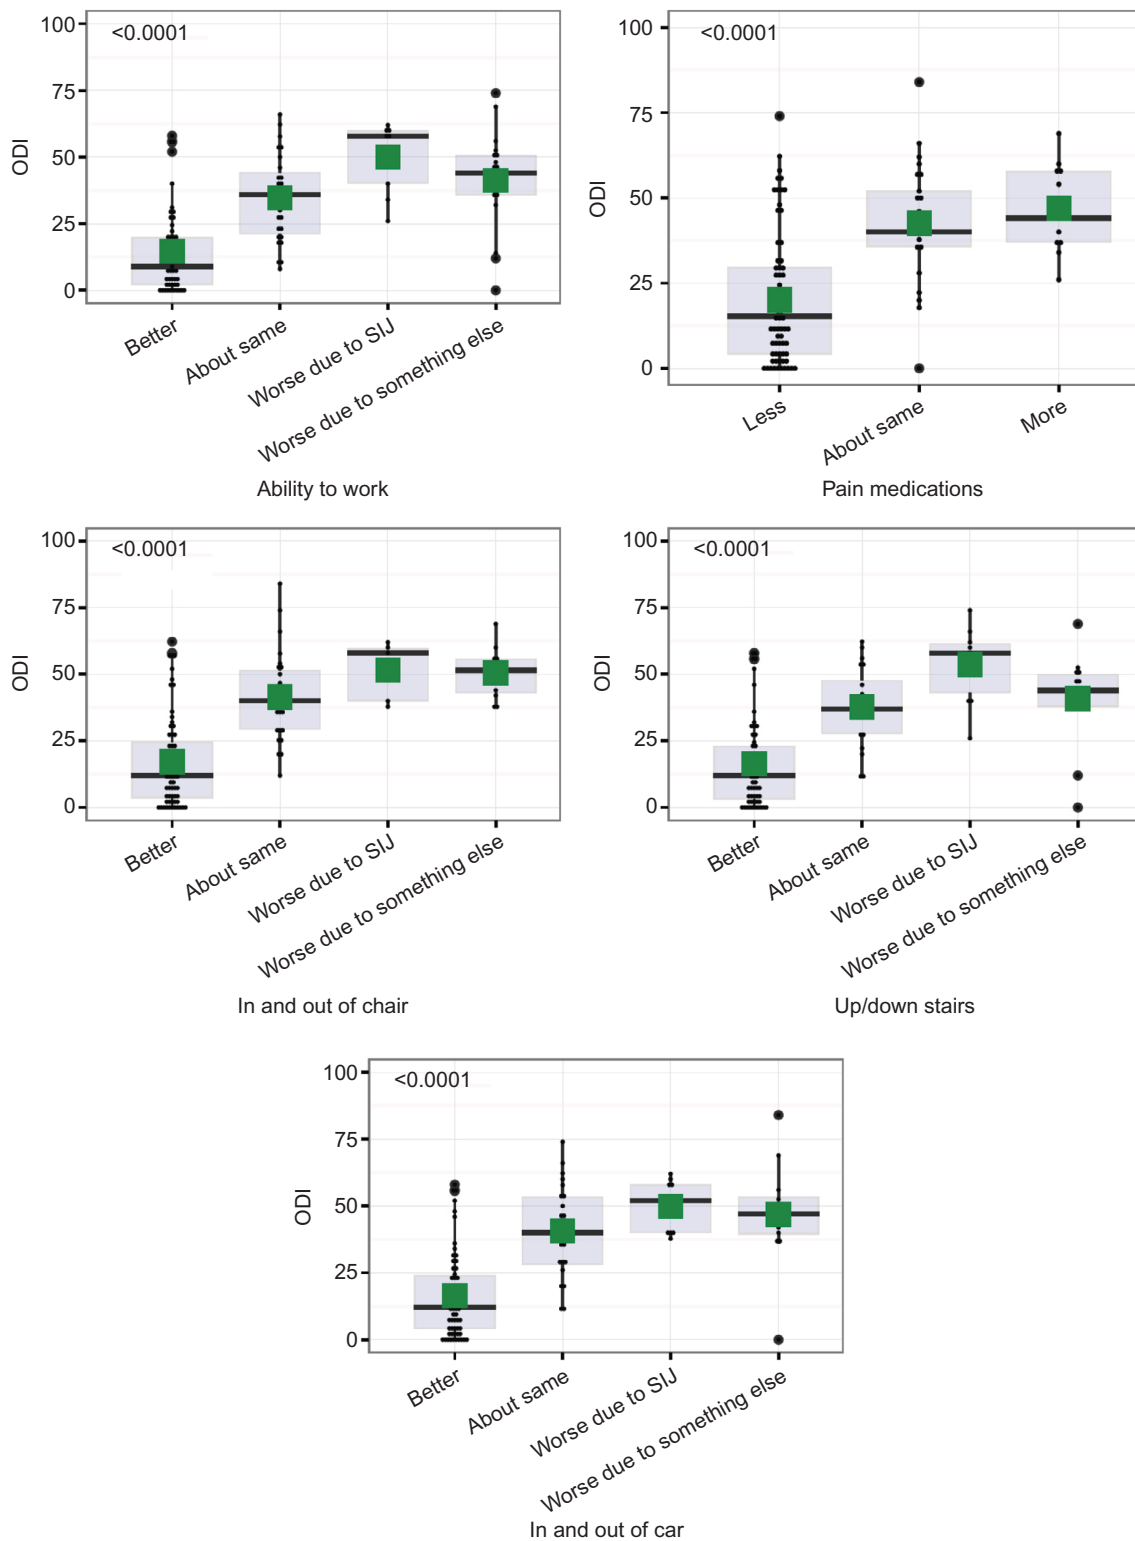 <0.0001
100
75
50
25
0
ODI
Better
About same
Worse due to SIJ
Worse due to something else
Ability to work
<0.0001
100
75
50
25
0
ODI
Less
About same
More
Pain medications
<0.0001
100
75
50
25
0
ODI
Better
About same
Worse due to SIJ
Worse due to something else
In and out of chair
<0.0001
100
75
50
25
0
ODI
Better
About same
Worse due to SIJ
Worse due to something else
Up/down stairs
<0.0001
100
75
50
25
0
ODI
Better
About same
Worse due to SIJ
Worse due to something else
In and out of car